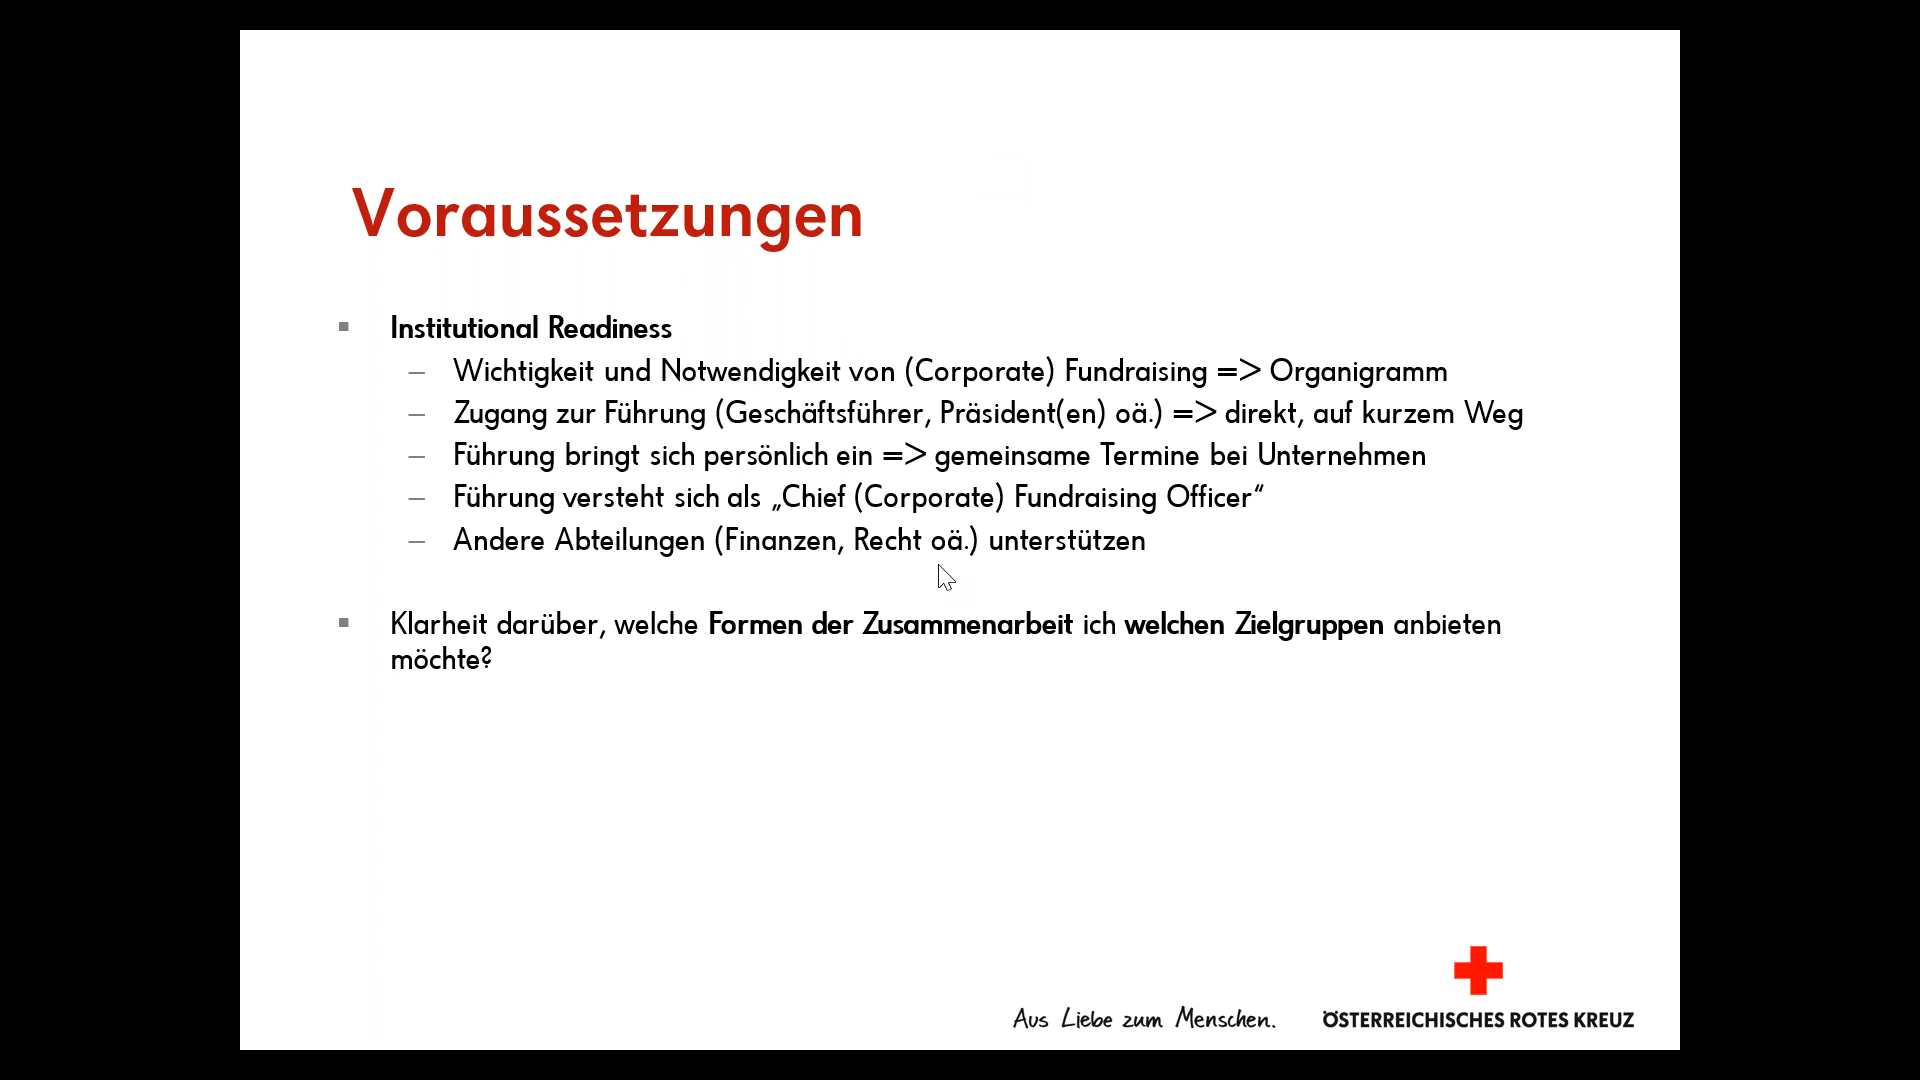 Voraussetzungen
Institutional Readiness
– Wichtigkeit und Notwendigkeit von (Corporate) Fundraising => Organigramm
– Zugang zur Führung (Geschäftsführer, Präsident(en) oä.) => direkt, auf kurzem Weg
– Führung bringt sich persönlich ein => gemeinsame Termine bei Unternehmen
– Führung versteht sich als „Chief (Corporate) Fundraising Officer“
– Andere Abteilungen (Finanzen, Recht oä.) unterstützen
Klarheit darüber, welche Formen der Zusammenarbeit ich welchen Zielgruppen anbieten
möchte?
Aus Liebe zum Menschen.
ÖSTERREICHISCHES ROTES KREUZ